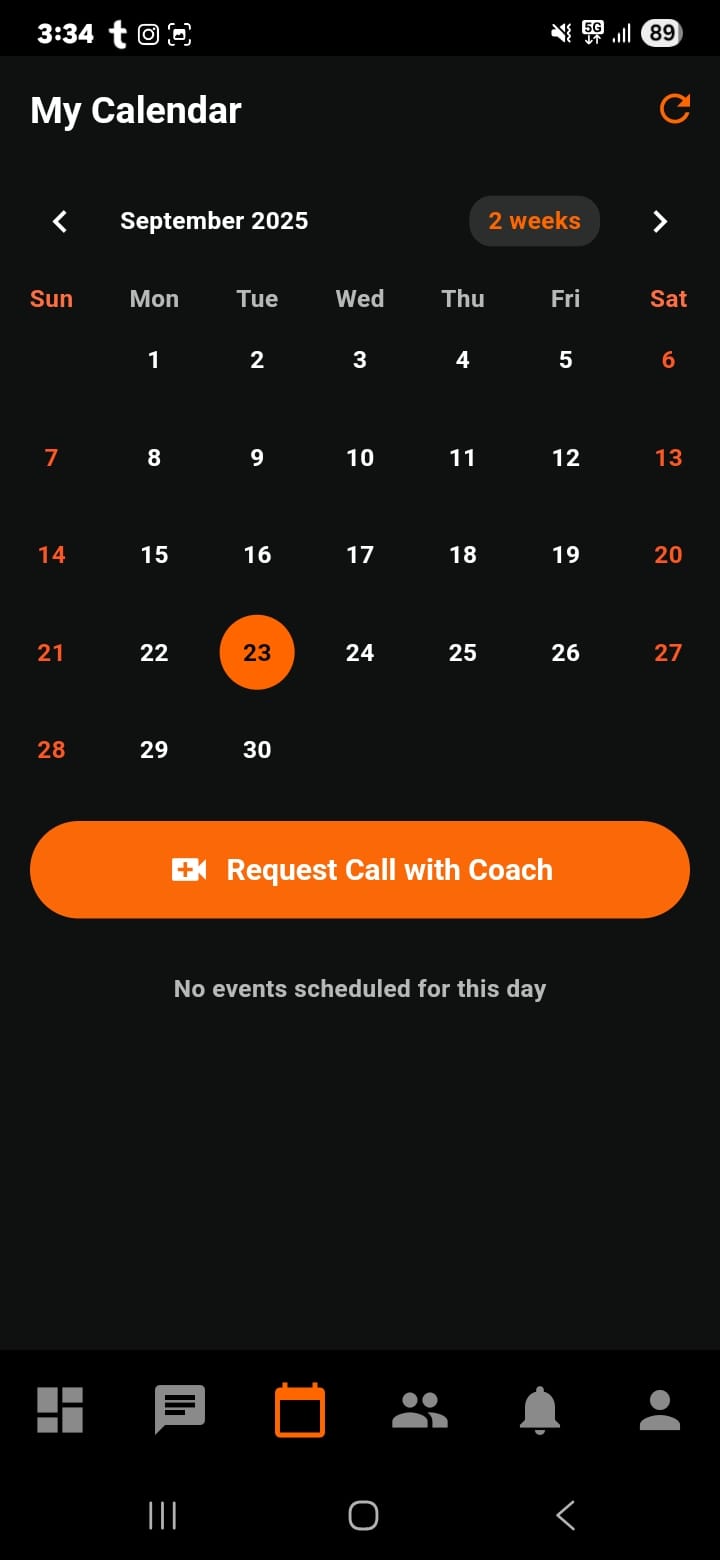 3:34 t 5G 89
My Calendar
September 2025 2 weeks
Sun Mon Tue Wed Thu Fri Sat
1 2 3 4 5 6
7 8 9 10 11 12 13
14 15 16 17 18 19 20
21 22 23 24 25 26 27
28 29 30
Request Call with Coach
No events scheduled for this day